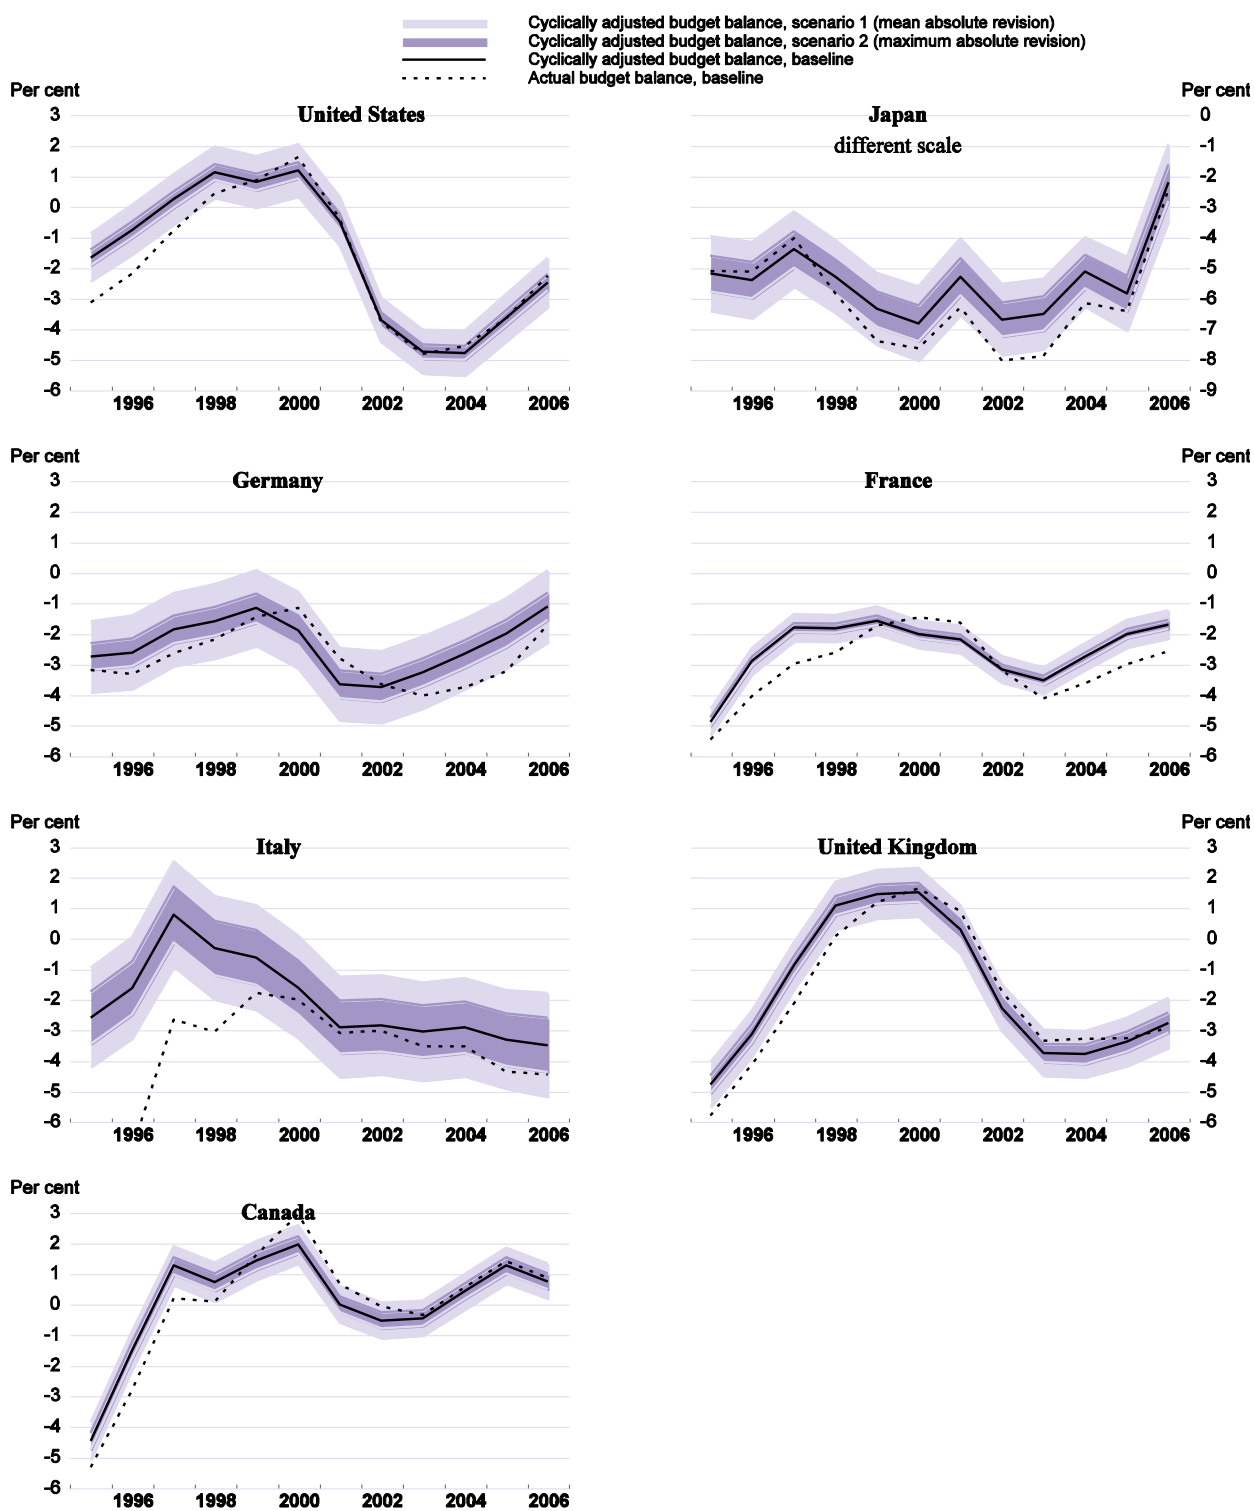 Cyclically adjusted budget balance, scenario 1 (mean absolute revision)
Cyclically adjusted budget balance, scenario 2 (maximum absolute revision)
Cyclically adjusted budget balance, baseline
Actual budget balance, baseline
Per cent
United States
3
2
1
0
-1
-2
-3
-4
-5
-6
1996 1998 2000 2002 2004 2006
Per cent
Japan
different scale
0
-1
-2
-3
-4
-5
-6
-7
-8
-9
1996 1998 2000 2002 2004 2006
Per cent
Germany
3
2
1
0
-1
-2
-3
-4
-5
-6
1996 1998 2000 2002 2004 2006
Per cent
France
3
2
1
0
-1
-2
-3
-4
-5
-6
1996 1998 2000 2002 2004 2006
Per cent
Italy
3
2
1
0
-1
-2
-3
-4
-5
-6
1996 1998 2000 2002 2004 2006
Per cent
United Kingdom
3
2
1
0
-1
-2
-3
-4
-5
-6
1996 1998 2000 2002 2004 2006
Per cent
Canada
3
2
1
0
-1
-2
-3
-4
-5
-6
1996 1998 2000 2002 2004 2006